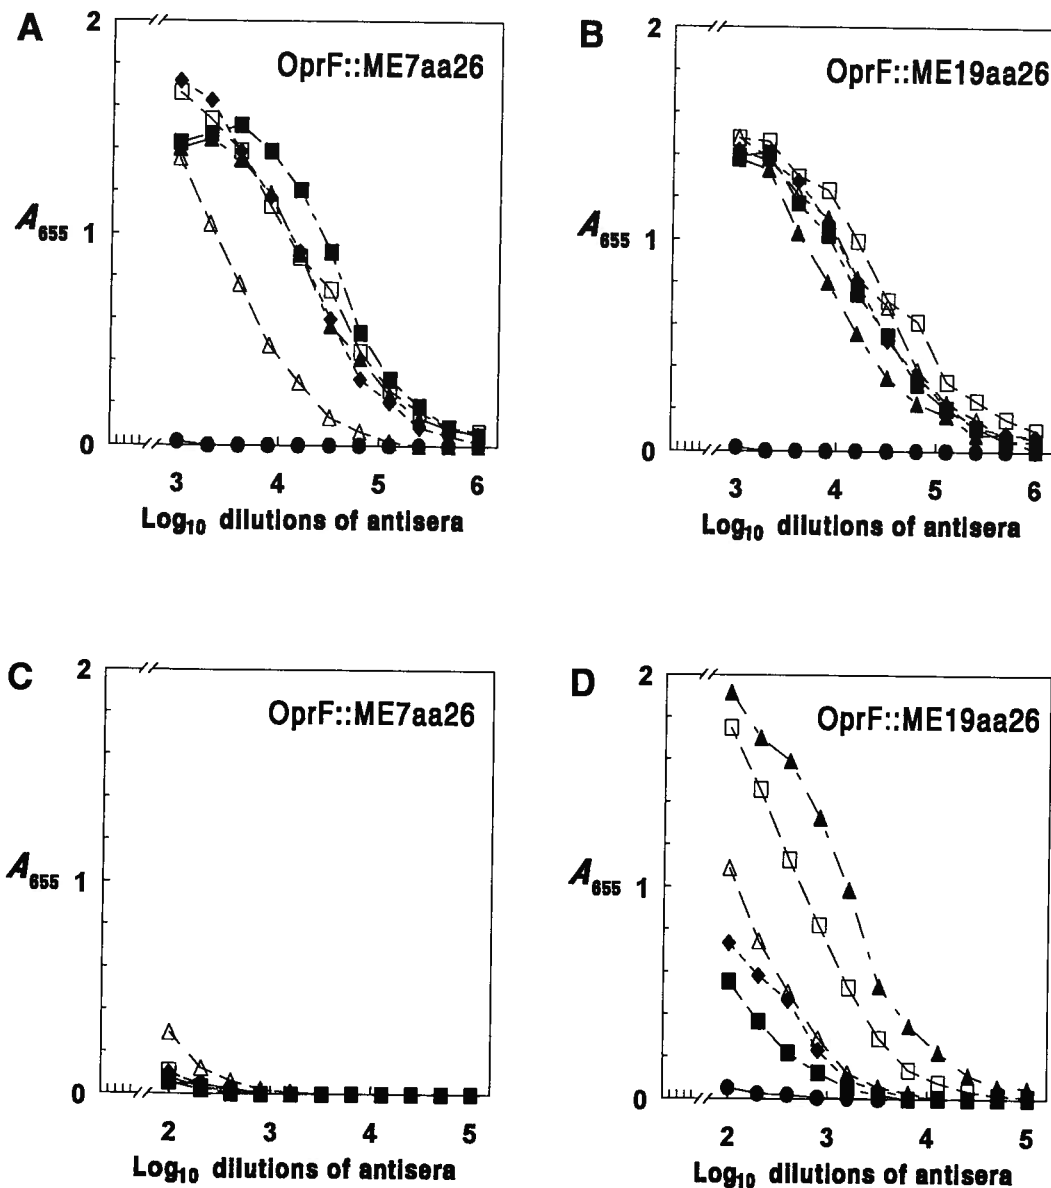 A
2
OprF::ME7aa26
A655 1
0
3 4 5 6
Log10 dilutions of antisera
B
2
OprF::ME19aa26
A655 1
0
3 4 5 6
Log10 dilutions of antisera
C
2
OprF::ME7aa26
A655 1
0
2 3 4 5
Log10 dilutions of antisera
D
2
OprF::ME19aa26
A655 1
0
2 3 4 5
Log10 dilutions of antisera